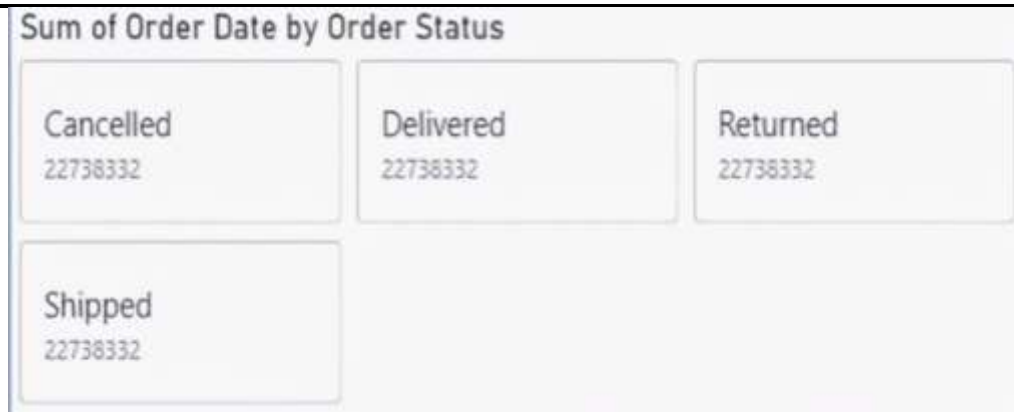 Sum of Order Date by Order Status
Cancelled
22738332
Delivered
22738332
Returned
22738332
Shipped
22738332